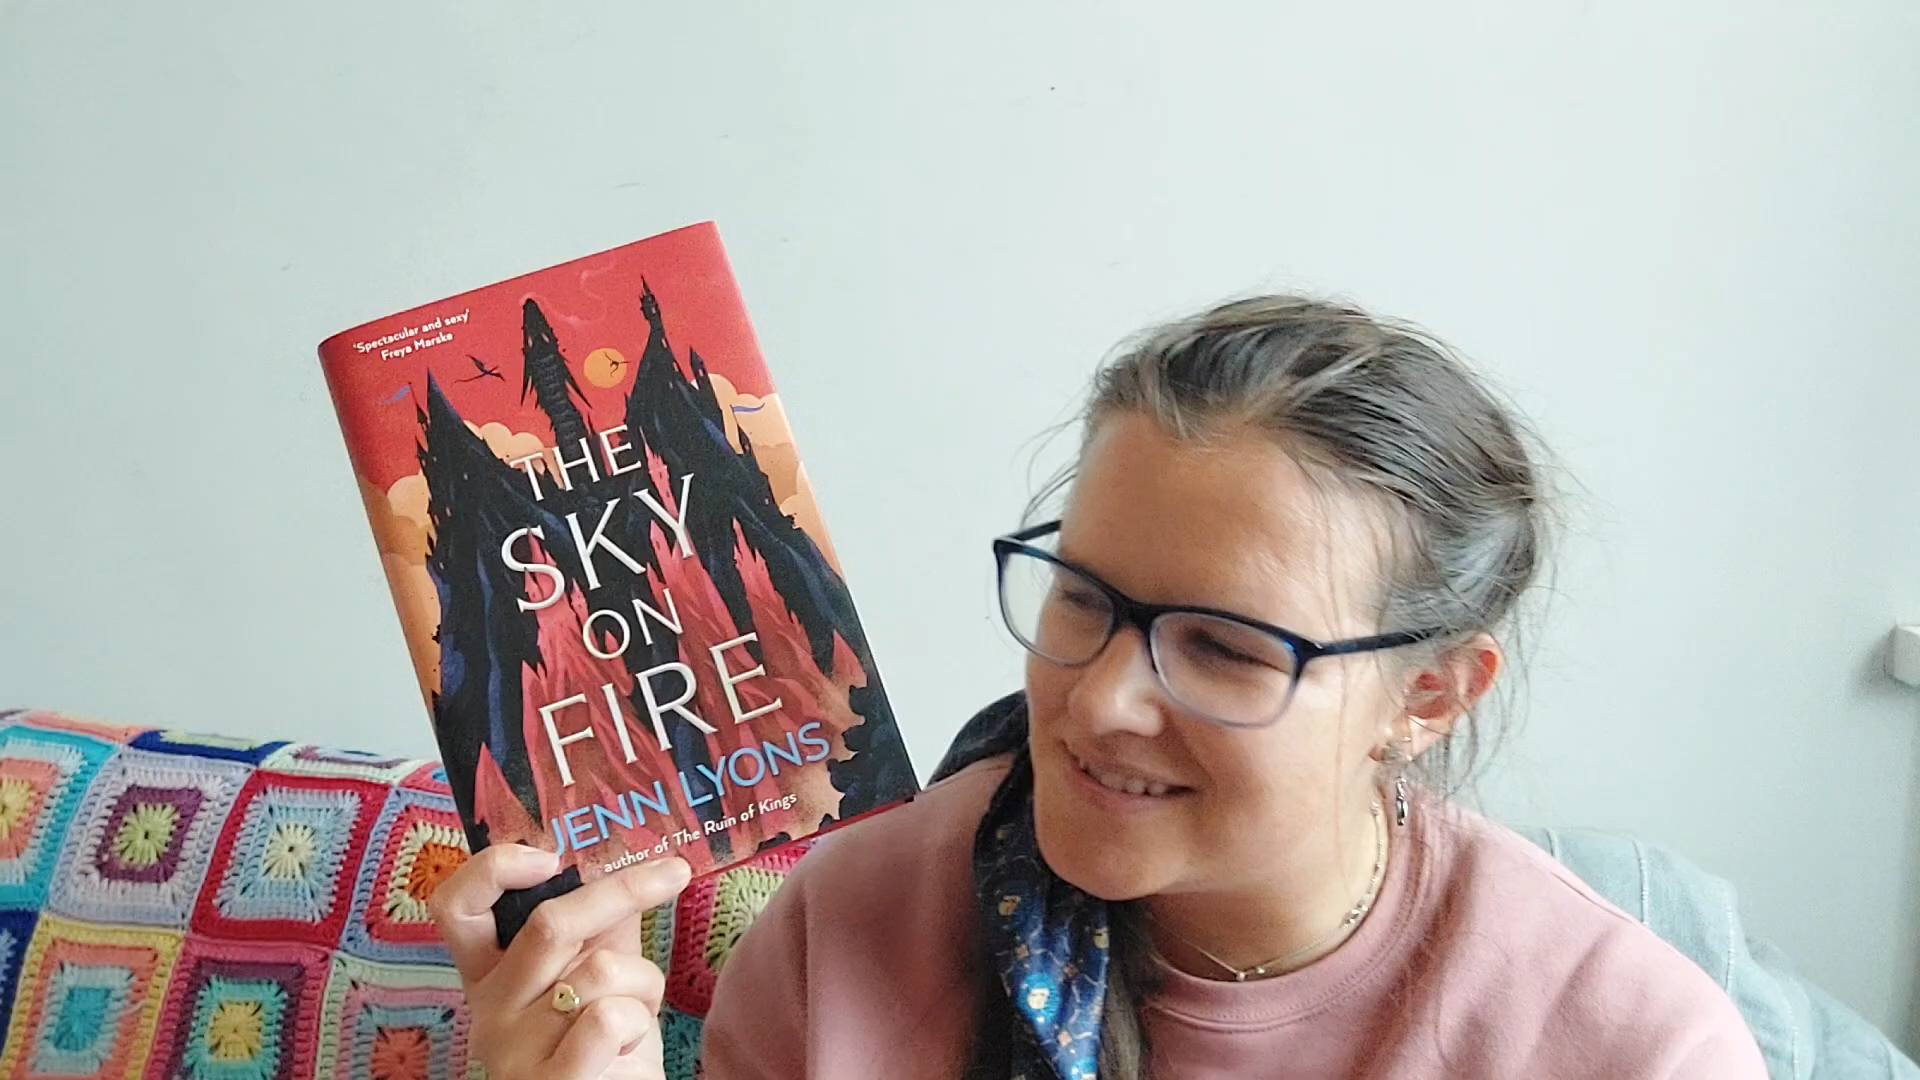 'Spectacular and sexy'
Freya Marske
THE
SKY
ON
FIRE
JENN LYONS
author of The Ruin of Kings